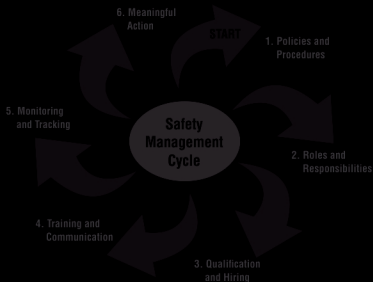 START
1. Policies and
Procedures
2. Roles and
Responsibilities
3. Qualification
and Hiring
4. Training and
Communication
5. Monitoring
and Tracking
6. Meaningful
Action
Safety
Management
Cycle